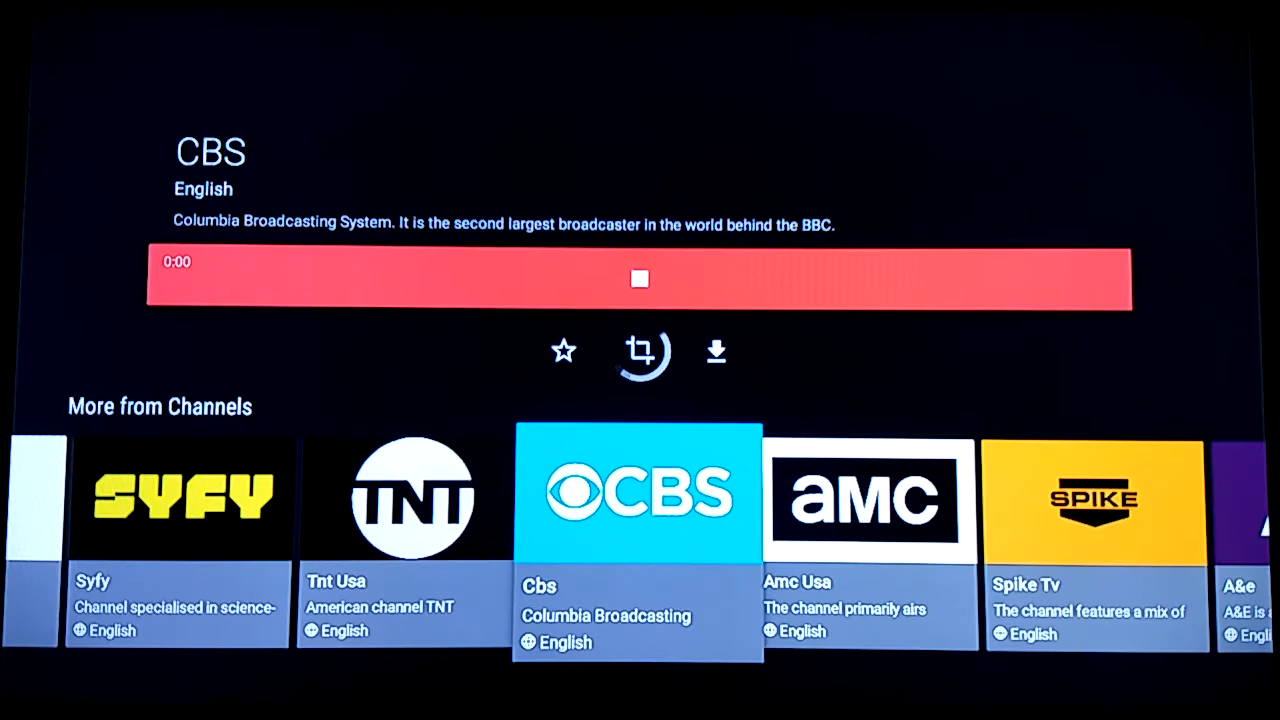 CBS
English
Columbia Broadcasting System. It is the second largest broadcaster in the world behind the BBC.
0:00
More from Channels
SYFY
TNT
CBS
aMC
SPIKE
Syfy
Channel specialised in science-
English
Tnt Usa
American channel TNT
English
Cbs
Columbia Broadcasting
English
Amc Usa
The channel primarily airs
English
Spike Tv
The channel features a mix of
English
A&e
A&E is
Engli